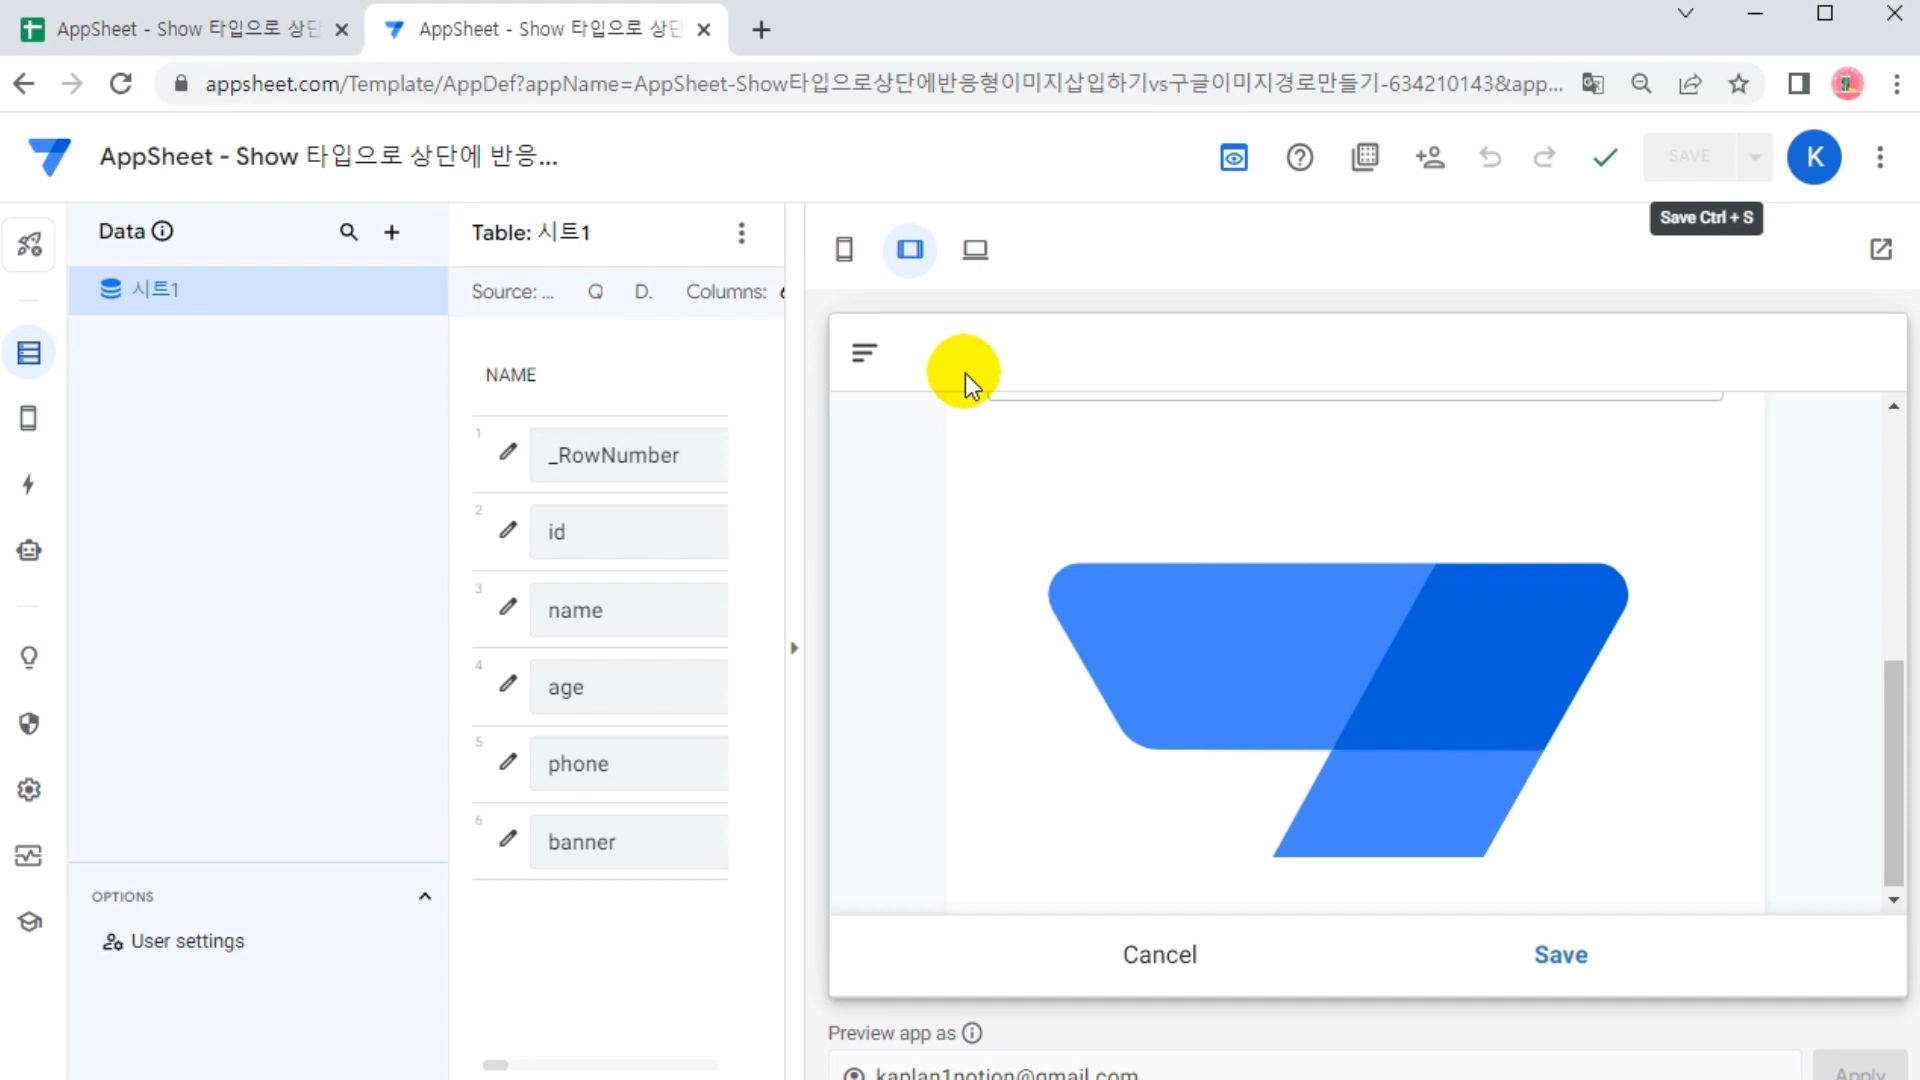 AppSheet - Show 타입으로 상단
AppSheet - Show 타입으로 상단
appsheet.com/Template/AppDef?appName=AppSheet-Show타입으로상단에반응형이미지삽입하기vs구글이미지경로만들기-634210143&app...
AppSheet - Show 타입으로 상단에 반응...
SAVE
K
Save Ctrl + S
Data
Table: 시트1
시트1
Source: ...
Q
D.
Columns:
NAME
1
_RowNumber
2
id
3
name
4
age
5
phone
6
banner
OPTIONS
User settings
Cancel
Save
Preview app as
kaplan1notion@gmail.com
Apply